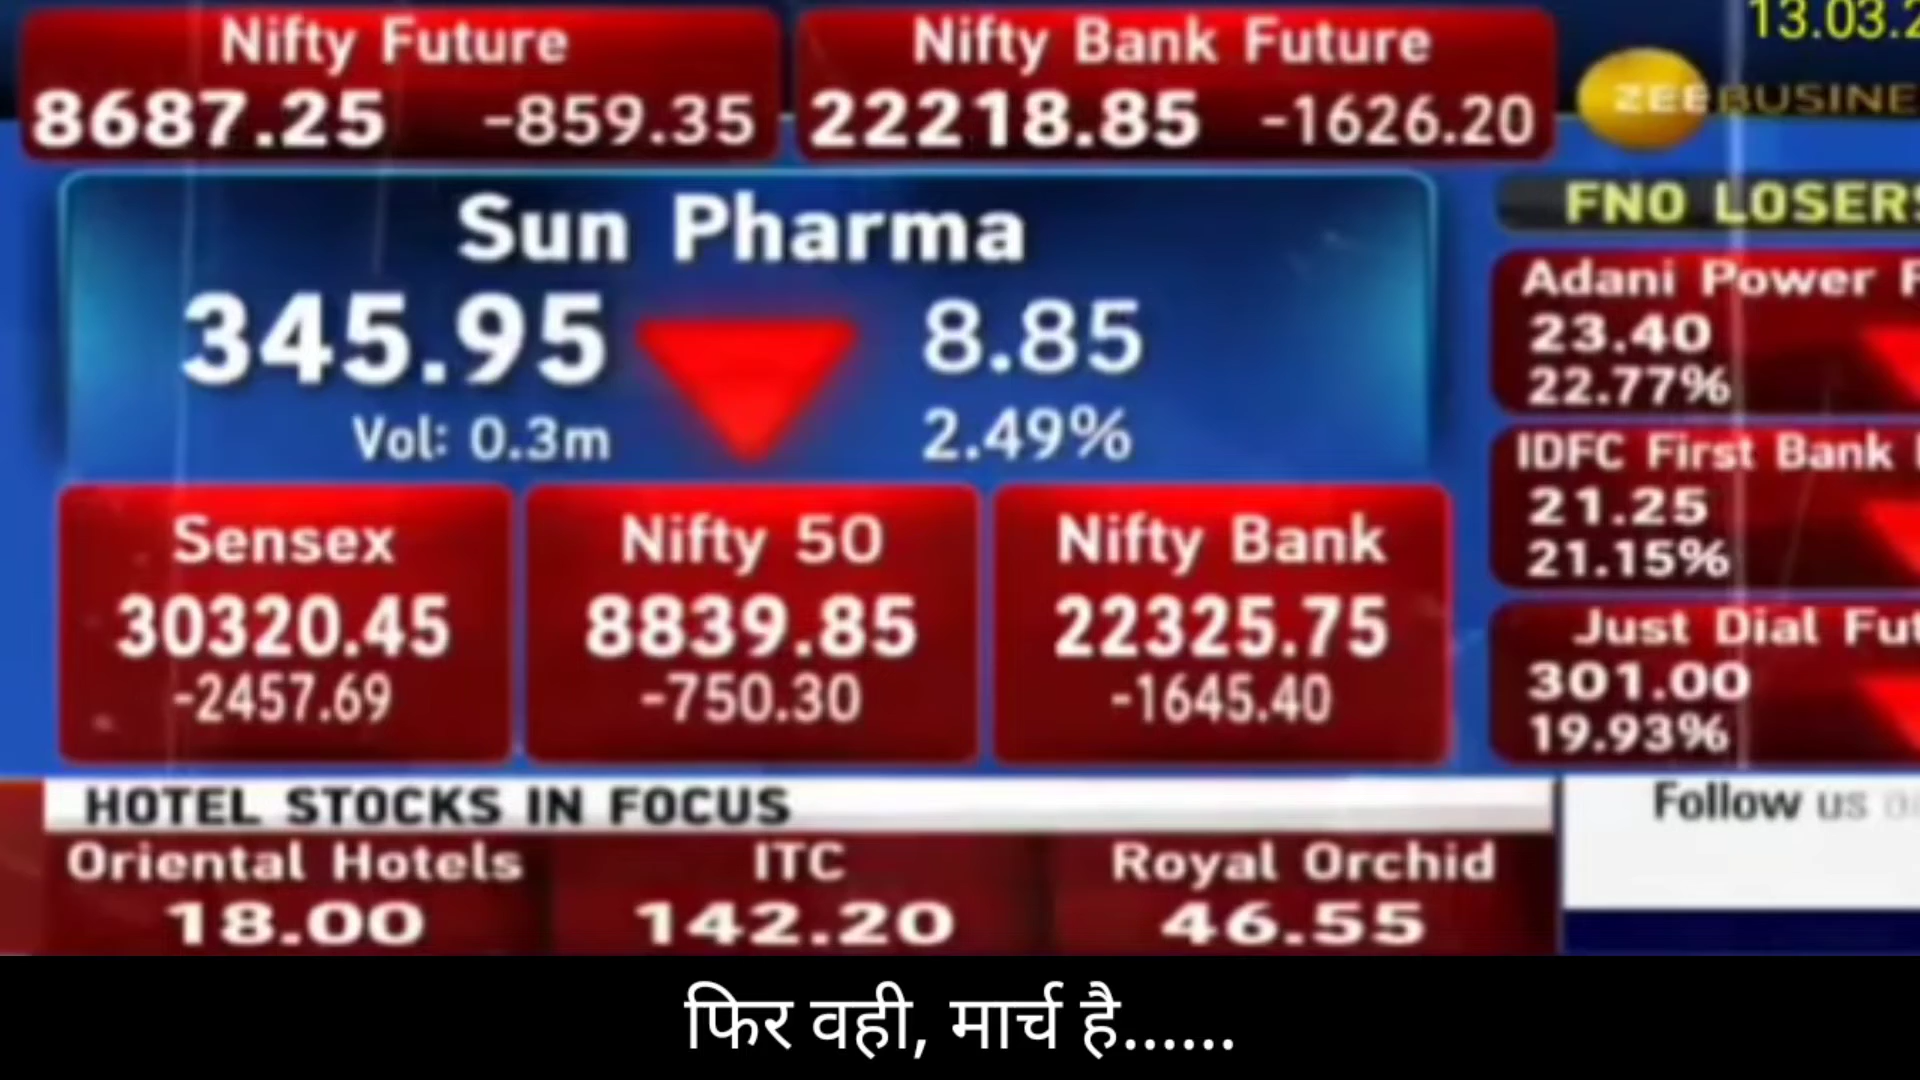 Nifty Future
8687.25 -859.35
Nifty Bank Future
22218.85 -1626.20
13.03.2
ZEE BUSINE
Sun Pharma
345.95 8.85
Vol: 0.3m 2.49%
FNO LOSERS
Adani Power F
23.40
22.77%
IDFC First Bank
21.25
21.15%
Just Dial Fut
301.00
19.93%
Sensex
30320.45
-2457.69
Nifty 50
8839.85
-750.30
Nifty Bank
22325.75
-1645.40
HOTEL STOCKS IN FOCUS
Oriental Hotels
18.00
ITC
142.20
Royal Orchid
46.55
Follow us
फिर वही, मार्च है......